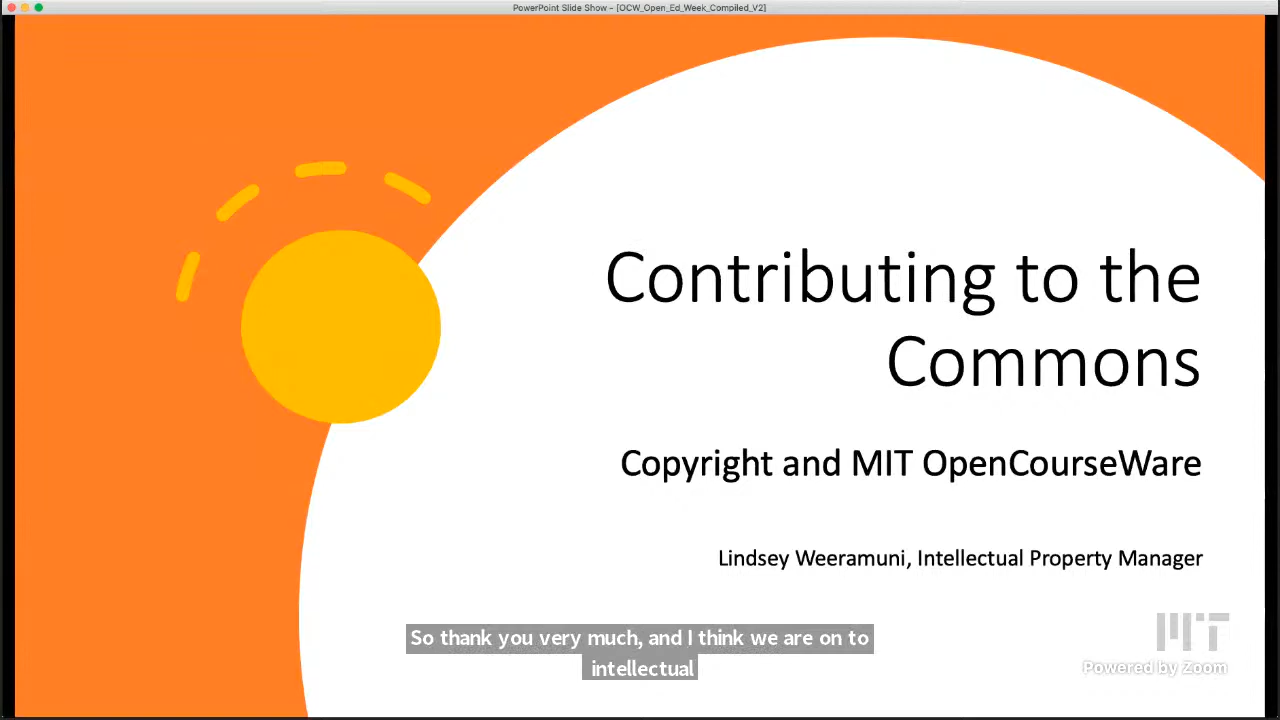 PowerPoint Slide Show - [OCW_Open_Ed_Week_Compiled_V2]
Contributing to the
Commons
Copyright and MIT OpenCourseWare
Lindsey Weeramuni, Intellectual Property Manager
So thank you very much, and I think we are on to
intellectual
MIT
Powered by Zoom